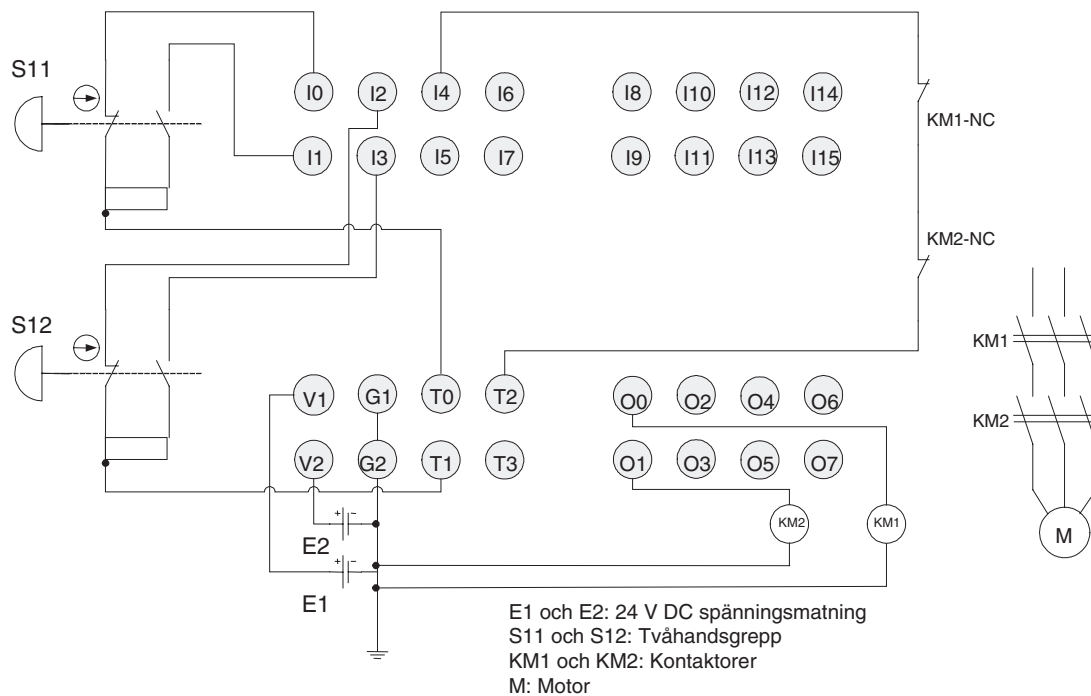 S11
I0
I2
I4
I6
I8
I10
I12
I14
KM1-NC
I1
I3
I5
I7
I9
I11
I13
I15
KM2-NC
S12
KM1
V1
G1
T0
T2
O0
O2
O4
O6
KM2
V2
G2
T1
T3
O1
O3
O5
O7
+ -
E2
KM2
KM1
M
+ -
E1
E1 och E2: 24 V DC spänningsmatning
S11 och S12: Tvåhandsgrepp
KM1 och KM2: Kontaktorer
M: Motor